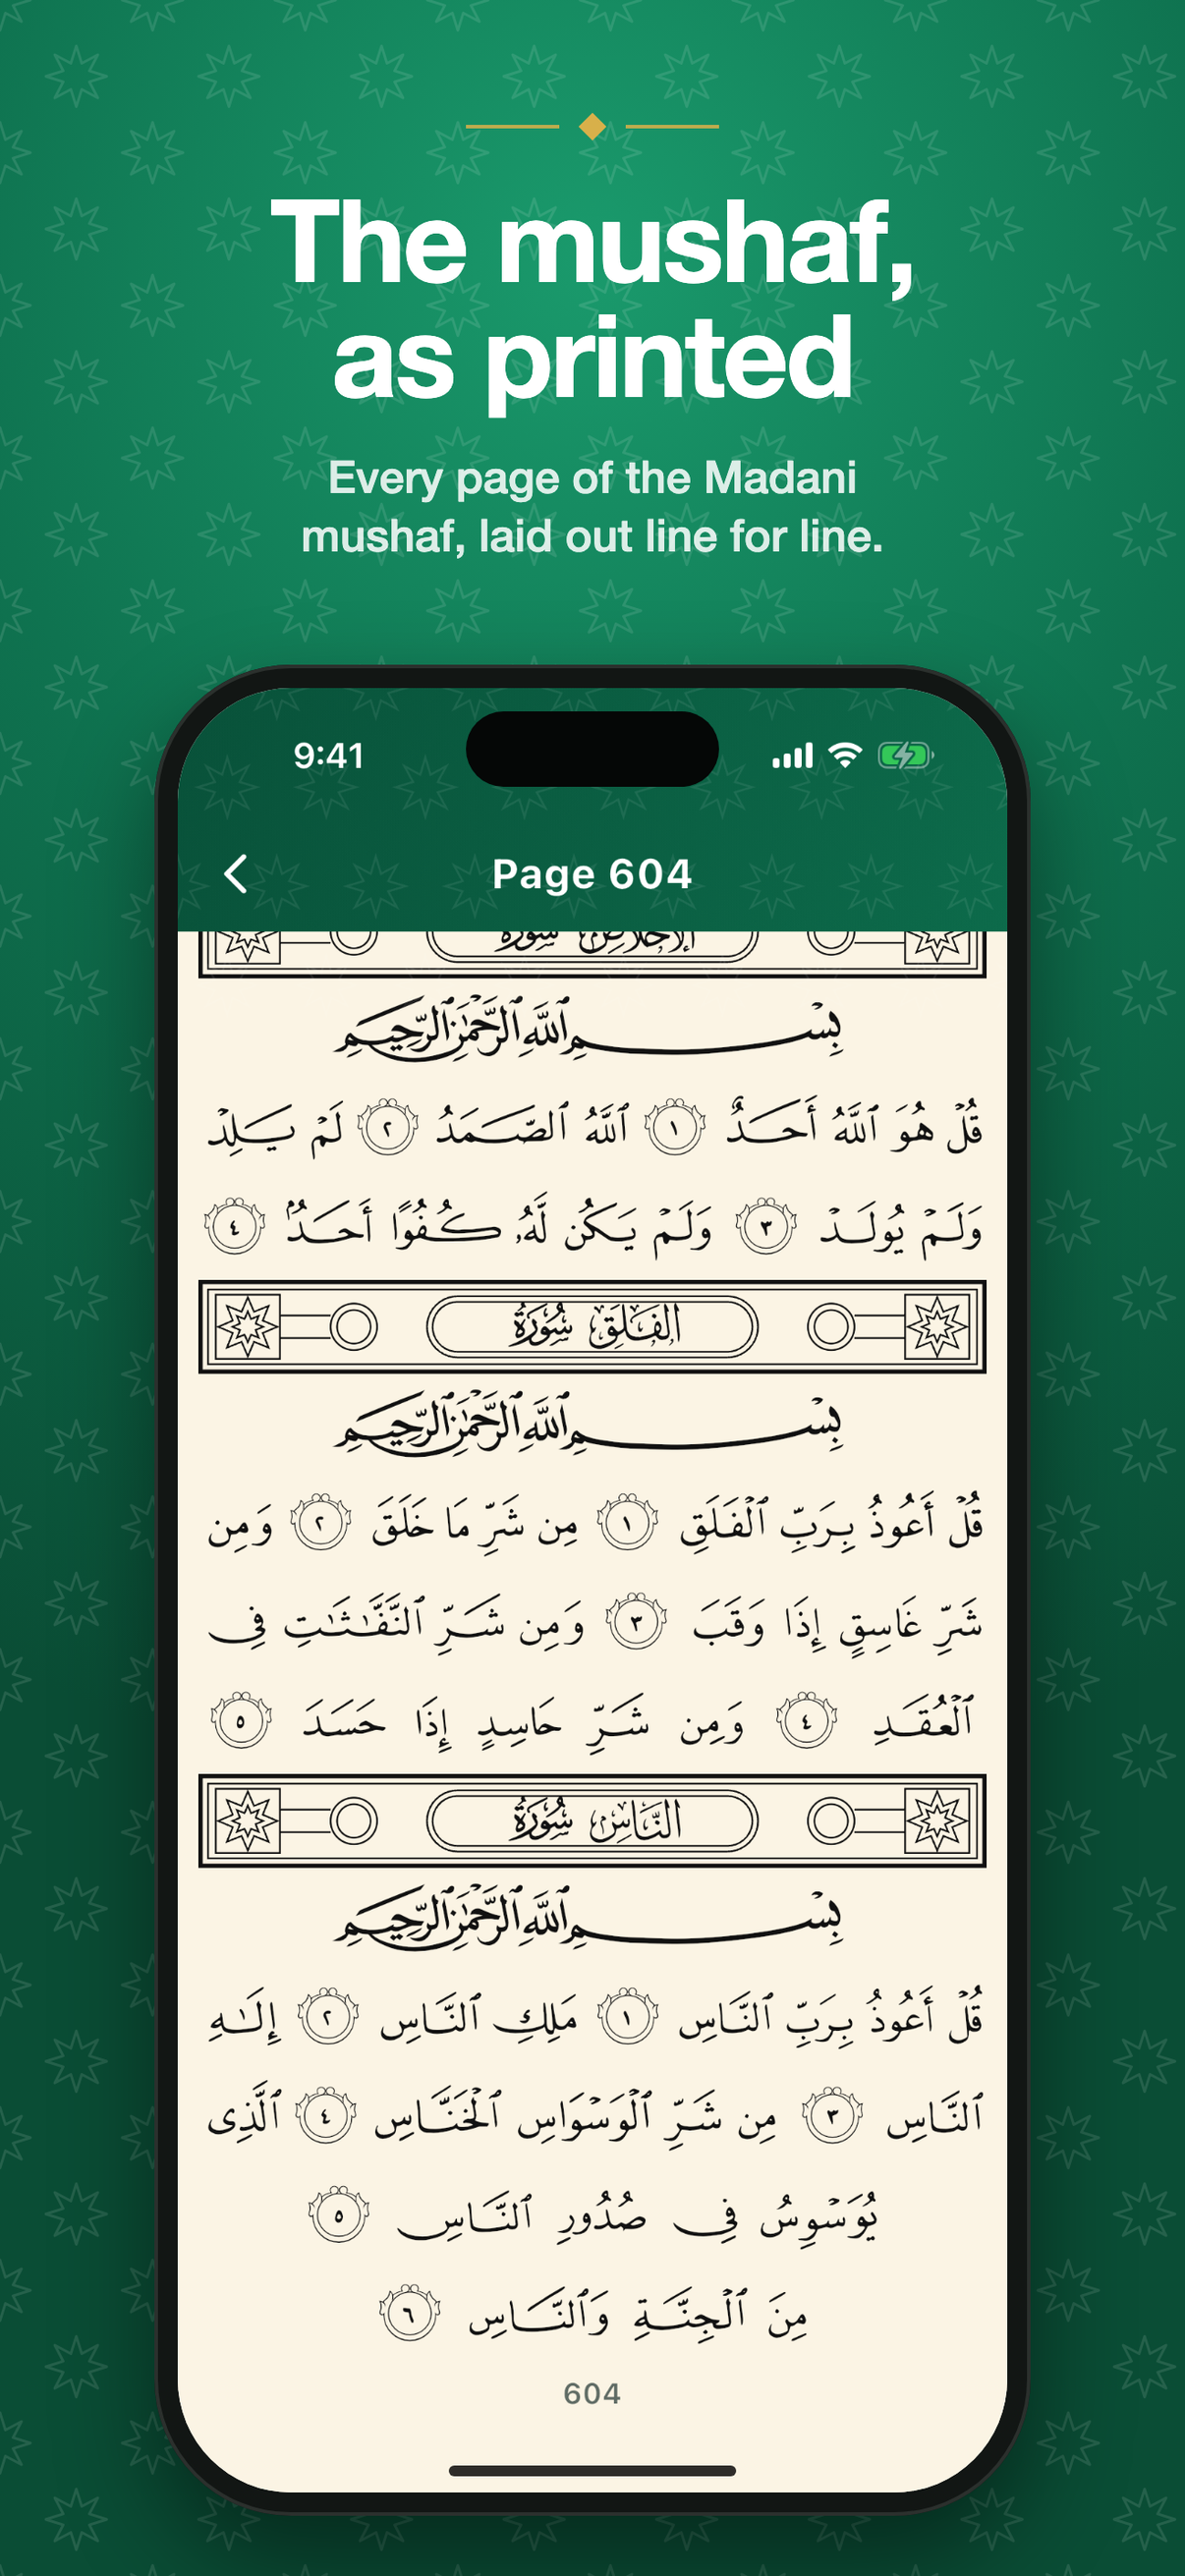 The mushaf,
as printed
Every page of the Madani
mushaf, laid out line for line.
9:41
Page 604
الإخلاص سورة
بِسۡمِ ٱللَّهِ ٱلرَّحۡمَٰنِ ٱلرَّحِيمِ
قُلۡ هُوَ ٱللَّهُ أَحَدٌ ١ ٱللَّهُ ٱلصَّمَدُ ٢ لَمۡ يَلِدۡ
وَلَمۡ يُولَدۡ ٣ وَلَمۡ يَكُن لَّهُۥ كُفُوًا أَحَدُۢ ٤
الفَلَقِ سُورَةُ
بِسۡمِ ٱللَّهِ ٱلرَّحۡمَٰنِ ٱلرَّحِيمِ
قُلۡ أَعُوذُ بِرَبِّ ٱلۡفَلَقِ ١ مِن شَرِّ مَا خَلَقَ ٢ وَمِن
شَرِّ غَاسِقٍ إِذَا وَقَبَ ٣ وَمِن شَرِّ ٱلنَّفَّٰثَٰتِ فِي
ٱلۡعُقَدِ ٤ وَمِن شَرِّ حَاسِدٍ إِذَا حَسَدَ ٥
النَّاسِ سُورَةُ
بِسۡمِ ٱللَّهِ ٱلرَّحۡمَٰنِ ٱلرَّحِيمِ
قُلۡ أَعُوذُ بِرَبِّ ٱلنَّاسِ ١ مَلِكِ ٱلنَّاسِ ٢ إِلَٰهِ
ٱلنَّاسِ ٣ مِن شَرِّ ٱلۡوَسۡوَاسِ ٱلۡخَنَّاسِ ٤ ٱلَّذِى
يُوَسۡوِسُ فِي صُدُورِ ٱلنَّاسِ ٥
مِنَ ٱلۡجِنَّةِ وَٱلنَّاسِ ٦
604